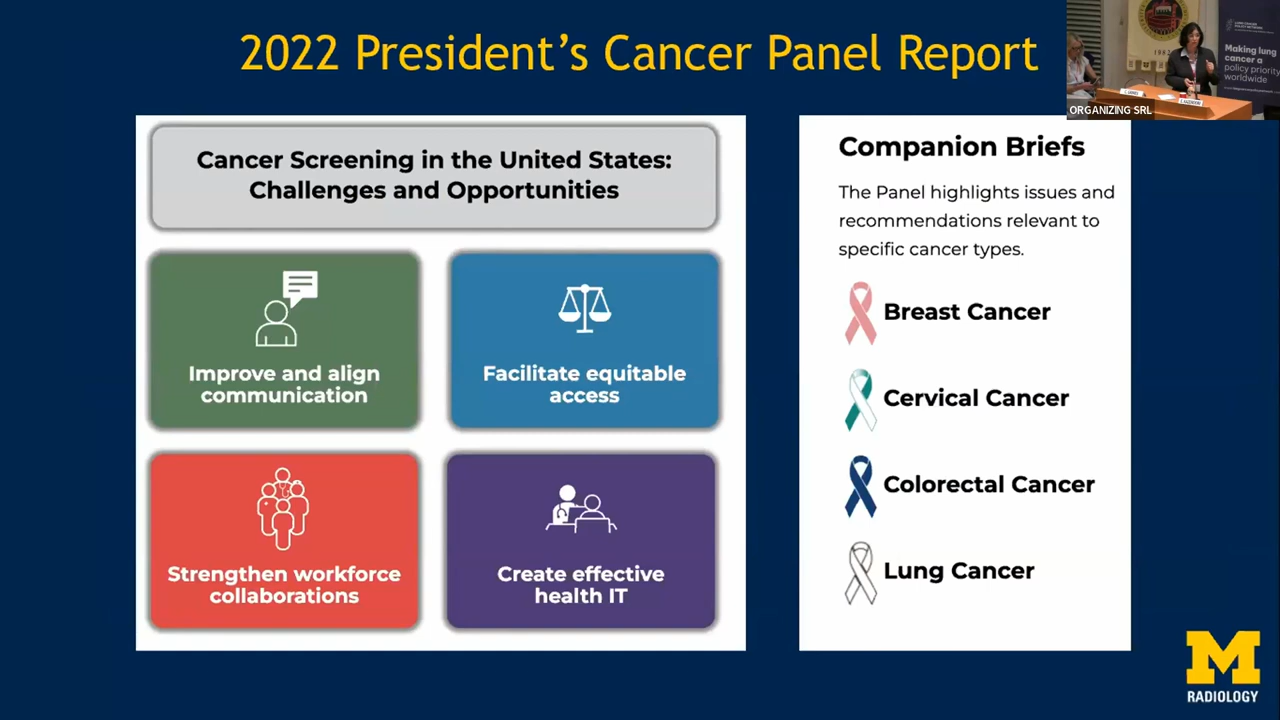 2022 President's Cancer Panel Report
Making lung
cancer a
policy priority
worldwide
ORGANIZING SRL
Cancer Screening in the United States:
Challenges and Opportunities
Improve and align
communication
Facilitate equitable
access
Strengthen workforce
collaborations
Create effective
health IT
Companion Briefs
The Panel highlights issues and
recommendations relevant to
specific cancer types.
Breast Cancer
Cervical Cancer
Colorectal Cancer
Lung Cancer
M
RADIOLOGY